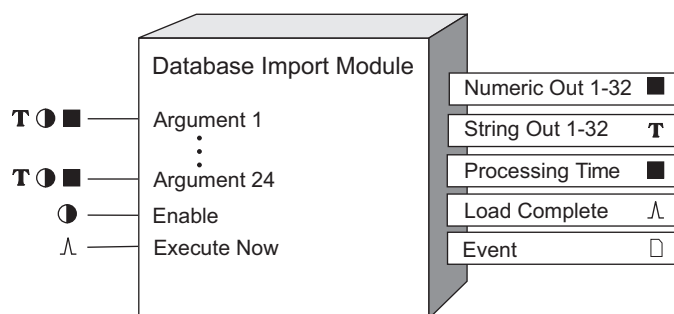 Database Import Module
T Argument 1
T Argument 24
Enable
Execute Now
Numeric Out 1-32
String Out 1-32 T
Processing Time
Load Complete
Event